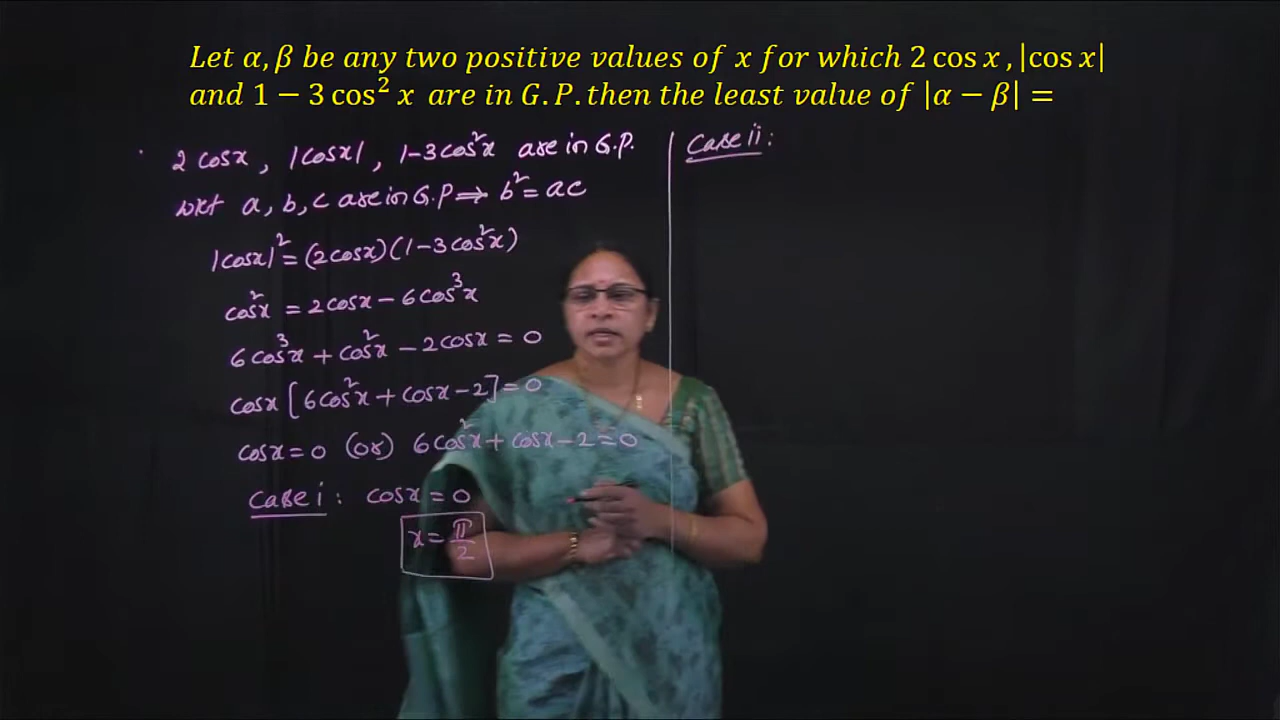 Let α, β be any two positive values of x for which 2 cos x , |cos x|
and 1 − 3 cos² x are in G.P. then the least value of |α − β| =
2 cosx , |cosx| , 1-3cos²x are in G.P.
WKT a, b, c are in G.P ⇒ b² = ac
|cosx|² = (2cosx)(1-3cos²x)
cos²x = 2cosx - 6cos³x
6cos³x + cos²x - 2cosx = 0
cosx [6cos²x + cosx - 2] = 0
cosx = 0 (or) 6cos²x + cosx - 2 = 0
Case i : cosx = 0
x = π/2
Case ii :